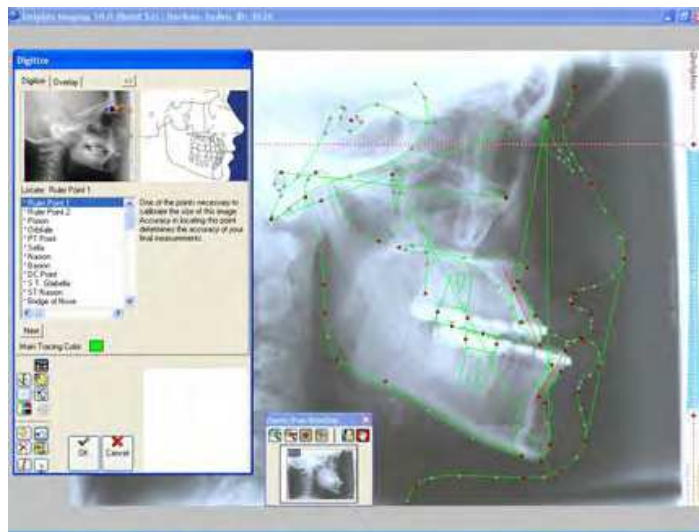 Digitize
Digitize
Overlay
<<
Locate: Ruler Point 1
* Ruler Point 1
* Ruler Point 2
* Porion
* Orbitale
* PT Point
* Sella
* Nasion
* Basion
* DC Point
* S.T. Glabella
* ST Nasion
* Bridge of Nose
One of the points necessary to
calibrate the size of this image.
Accuracy in locating this point
determines the accuracy of your
final measurements.
Main Tracing Color:
OK
Cancel